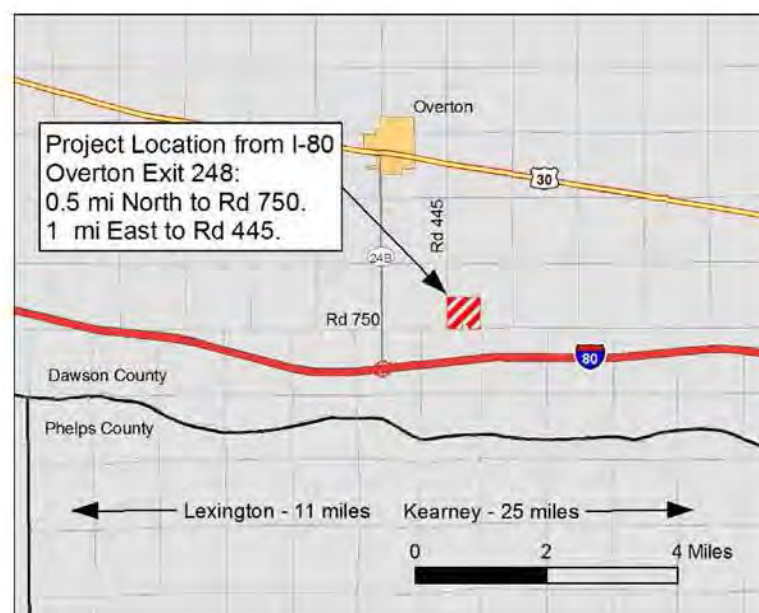 Overton
Project Location from I-80
Overton Exit 248:
0.5 mi North to Rd 750.
1 mi East to Rd 445.
30
Rd 445
24B
Rd 750
80
Dawson County
Phelps County
Lexington - 11 miles
Kearney - 25 miles
0 2 4 Miles